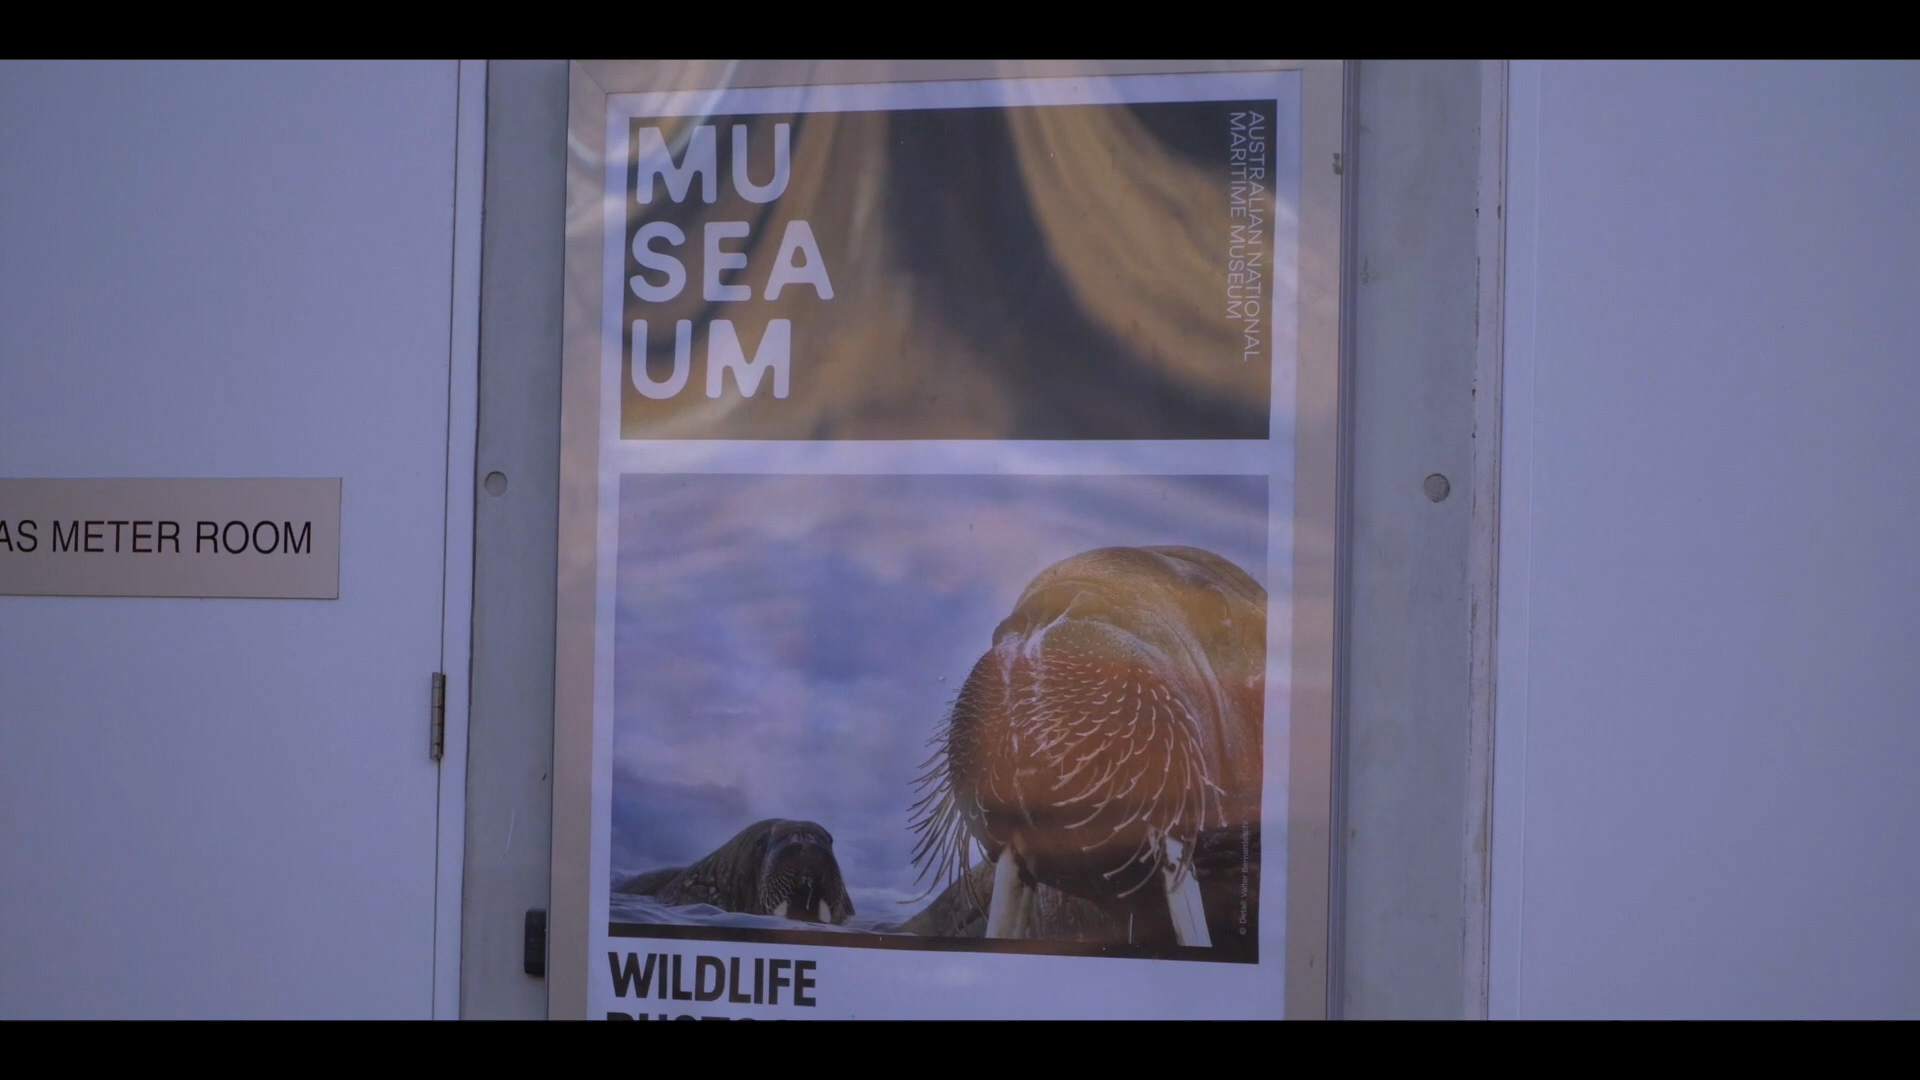 AS METER ROOM
MU
SEA
UM
AUSTRALIAN NATIONAL
MARITIME MUSEUM
WILDLIFE